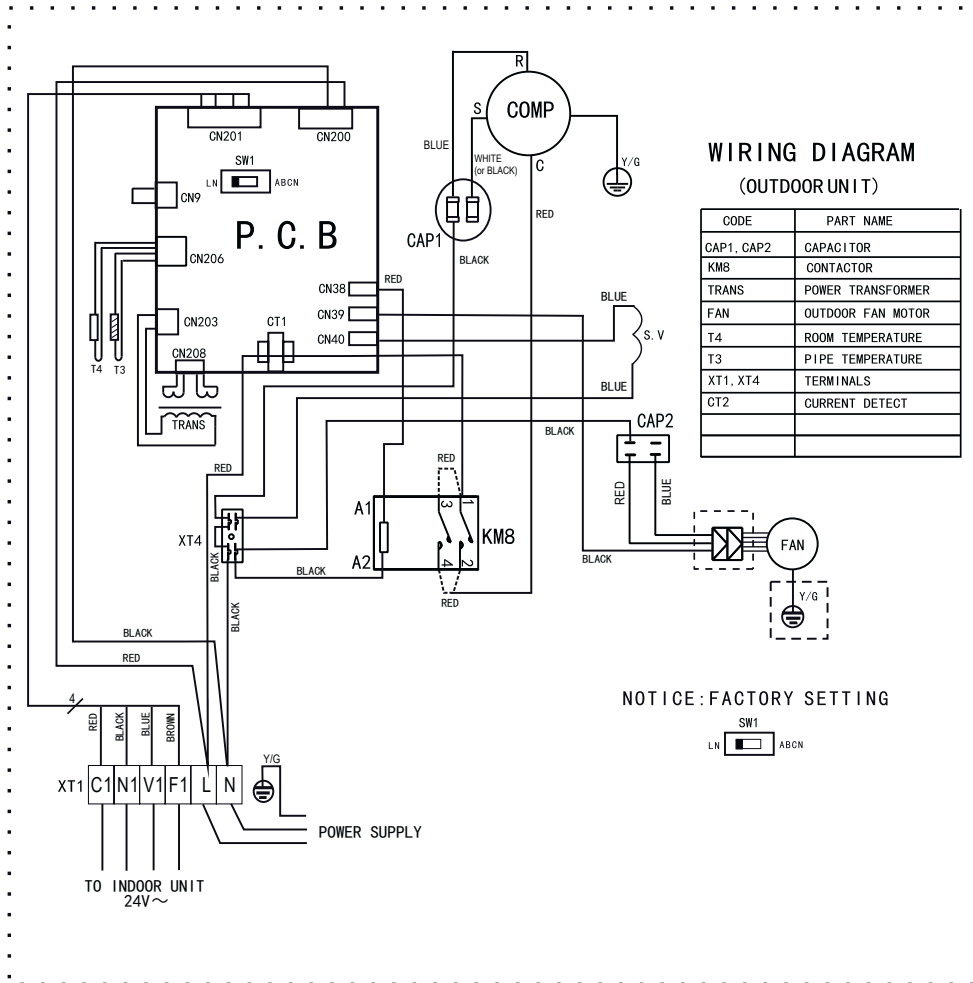 R
COMP
S
C
BLUE
WHITE
(or BLACK)
Y/G
RED
CAP1
BLACK
CN201
CN200
SW1
LN
ABCN
CN9
P.C.B
CN206
CN38
RED
CN39
CN203
CT1
CN40
CN208
T4
T3
TRANS
BLUE
S.V
BLUE
WIRING DIAGRAM
(OUTDOOR UNIT)
CODE PART NAME
CAP1,CAP2 CAPACITOR
KM8 CONTACTOR
TRANS POWER TRANSFORMER
FAN OUTDOOR FAN MOTOR
T4 ROOM TEMPERATURE
T3 PIPE TEMPERATURE
XT1,XT4 TERMINALS
CT2 CURRENT DETECT
CAP2
BLACK
RED
RED
RED
BLUE
A1
3
1
XT4
KM8
A2
4
2
BLACK
BLACK
BLACK
RED
BLACK
FAN
Y/G
BLACK
RED
4
RED
BLACK
BLUE
BROWN
Y/G
XT1 C1 N1 V1 F1 L N
POWER SUPPLY
TO INDOOR UNIT
24V～
NOTICE:FACTORY SETTING
SW1
LN
ABCN